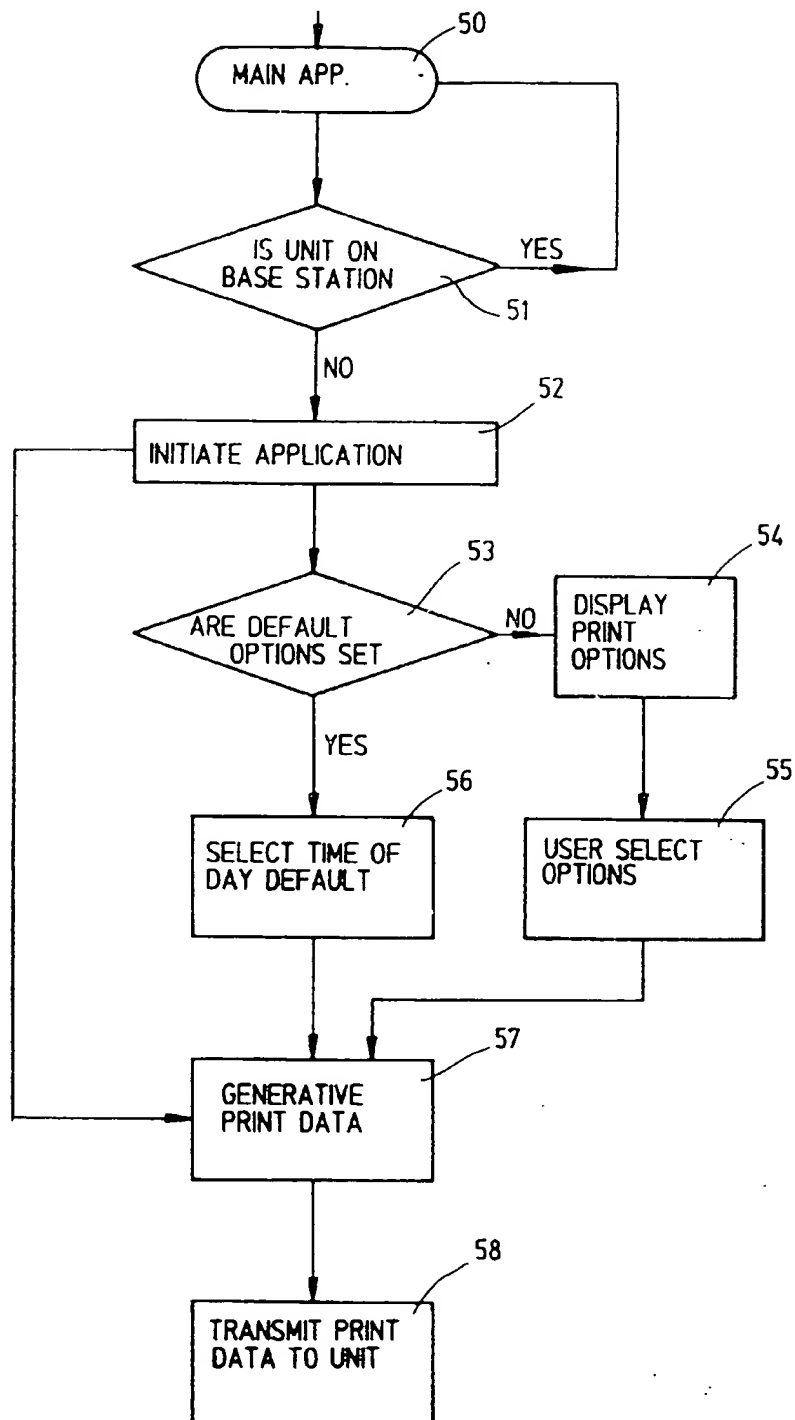 50
MAIN APP.
IS UNIT ON
BASE STATION
YES
51
NO
52
INITIATE APPLICATION
53
ARE DEFAULT
OPTIONS SET
NO
54
DISPLAY
PRINT
OPTIONS
YES
56
SELECT TIME OF
DAY DEFAULT
55
USER SELECT
OPTIONS
57
GENERATIVE
PRINT DATA
58
TRANSMIT PRINT
DATA TO UNIT